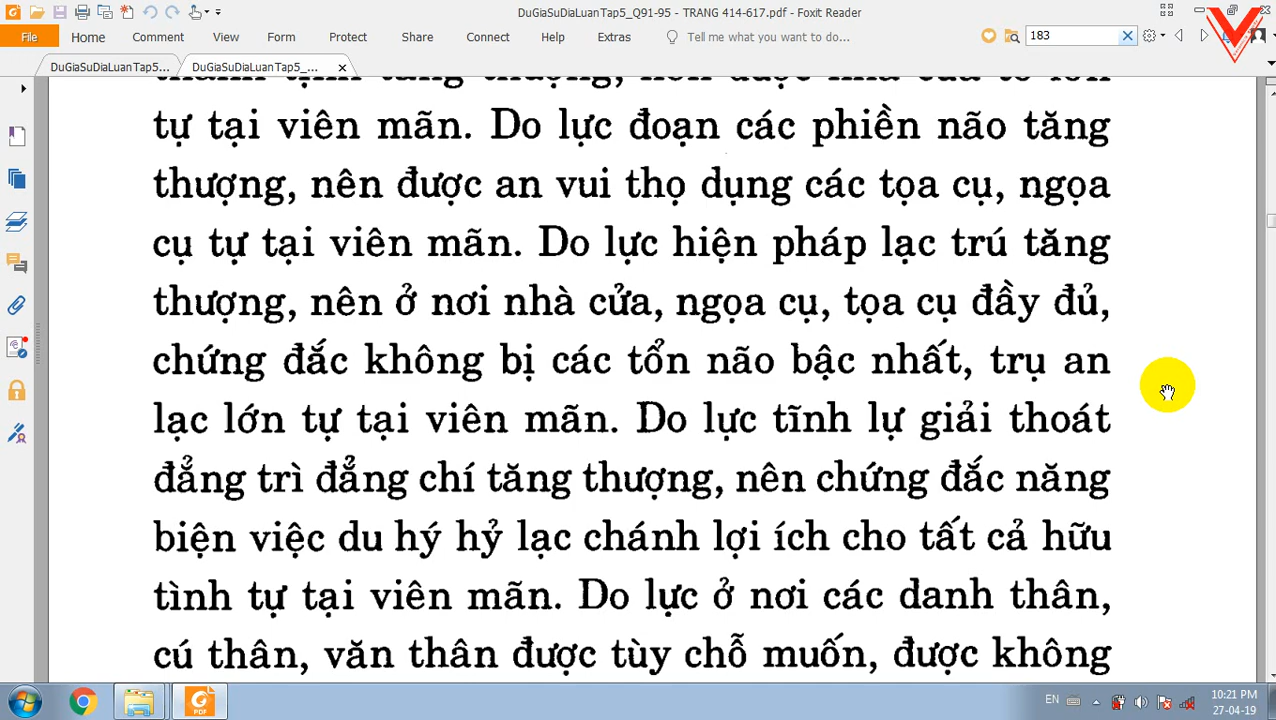 DuGiaSuDiaLuanTap5_Q91-95 - TRANG 414-617.pdf - Foxit Reader
File Home Comment View Form Protect Share Connect Help Extras Tell me what you want to do... 183
DuGiaSuDiaLuanTap5... DuGiaSuDiaLuanTap5_...
tự tại viên mãn. Do lực đoạn các phiền não tăng
thượng, nên được an vui thọ dụng các tọa cụ, ngọa
cụ tự tại viên mãn. Do lực hiện pháp lạc trú tăng
thượng, nên ở nơi nhà cửa, ngọa cụ, tọa cụ đầy đủ,
chứng đắc không bị các tổn não bậc nhất, trụ an
lạc lớn tự tại viên mãn. Do lực tĩnh lự giải thoát
đẳng trì đẳng chí tăng thượng, nên chứng đắc năng
biện việc du hý hỷ lạc chánh lợi ích cho tất cả hữu
tình tự tại viên mãn. Do lực ở nơi các danh thân,
cú thân, văn thân được tùy chỗ muốn, được không
EN 10:21 PM
27-04-19